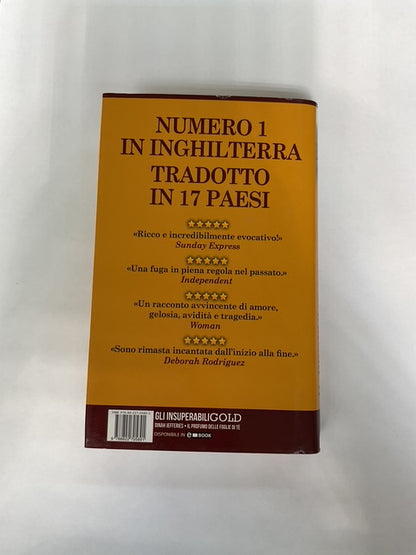 NUMERO 1
IN INGHILTERRA
TRADOTTO
IN 17 PAESI
«Ricco e incredibilmente evocativo!»
Sunday Express
«Una fuga in piena regola nel passato.»
Independent
«Un racconto avvincente di amore,
gelosia, avidità e tragedia.»
Woman
«Sono rimasta incantata dall'inizio alla fine.»
Deborah Rodriguez
GLI INSUPERABILI GOLD
DINAH JEFFERIES • IL PROFUMO DELLE FOGLIE DI TÈ
DISPONIBILE IN e BOOK